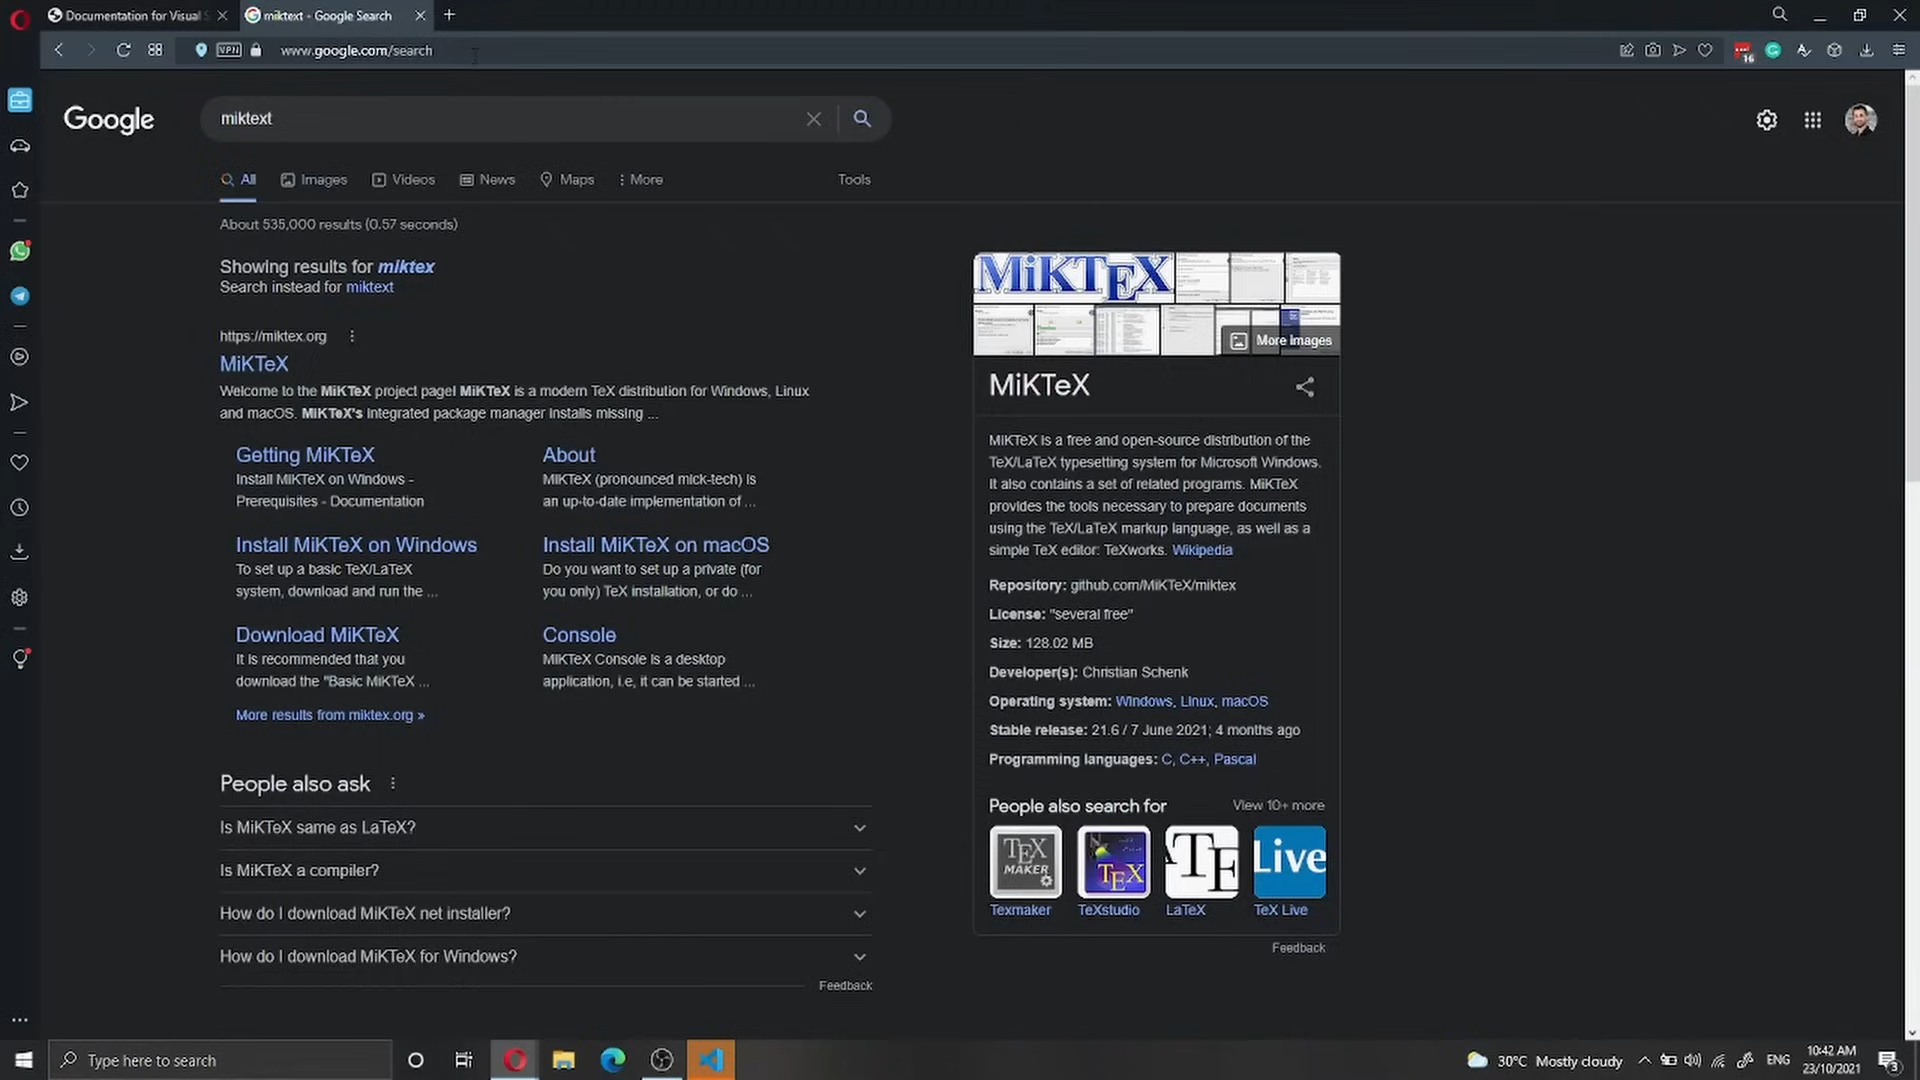 Documentation for Visual S
miktext - Google Search
VPN
www.google.com/search
16
Google
miktext
All
Images
Videos
News
Maps
More
Tools
About 535,000 results (0.57 seconds)
Showing results for miktex
Search instead for miktext
https://miktex.org
MiKTeX
Welcome to the MiKTeX project page! MiKTeX is a modern TeX distribution for Windows, Linux
and macOS. MiKTeX's integrated package manager installs missing ...
Getting MiKTeX
Install MiKTeX on Windows -
Prerequisites - Documentation
About
MiKTeX (pronounced mick-tech) is
an up-to-date implementation of ...
Install MiKTeX on Windows
To set up a basic TeX/LaTeX
system, download and run the ...
Install MiKTeX on macOS
Do you want to set up a private (for
you only) TeX installation, or do ...
Download MiKTeX
It is recommended that you
download the "Basic MiKTeX ...
Console
MiKTeX Console is a desktop
application, i.e, it can be started ...
More results from miktex.org »
People also ask
Is MiKTeX same as LaTeX?
Is MiKTeX a compiler?
How do I download MiKTeX net installer?
How do I download MiKTeX for Windows?
Feedback
MiKTEX
More images
MiKTeX
MiKTeX is a free and open-source distribution of the
TeX/LaTeX typesetting system for Microsoft Windows.
It also contains a set of related programs. MiKTeX
provides the tools necessary to prepare documents
using the TeX/LaTeX markup language, as well as a
simple TeX editor: TeXworks. Wikipedia
Repository: github.com/MiKTeX/miktex
License: "several free"
Size: 128.02 MB
Developer(s): Christian Schenk
Operating system: Windows, Linux, macOS
Stable release: 21.6 / 7 June 2021; 4 months ago
Programming languages: C, C++, Pascal
People also search for
View 10+ more
TEX
MAKER
TEX
TE
Live
Texmaker
TeXstudio
LaTeX
TeX Live
Feedback
Type here to search
30°C Mostly cloudy
ENG
10:42 AM
23/10/2021
3